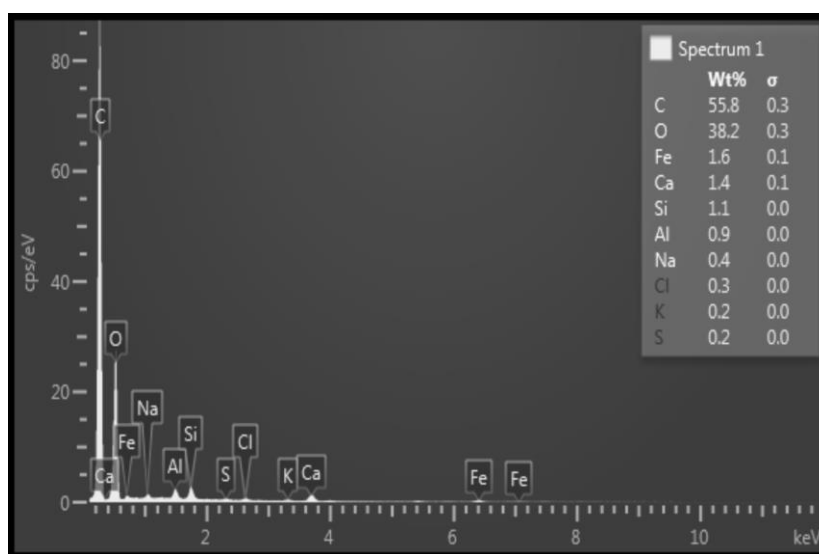 Spectrum 1
Wt% σ
C 55.8 0.3
O 38.2 0.3
Fe 1.6 0.1
Ca 1.4 0.1
Si 1.1 0.0
Al 0.9 0.0
Na 0.4 0.0
Cl 0.3 0.0
K 0.2 0.0
S 0.2 0.0
cps/eV
80
60
40
20
0
C
O
Ca
Fe
Na
Al
Si
S
Cl
K
Ca
Fe
Fe
2 4 6 8 10 keV